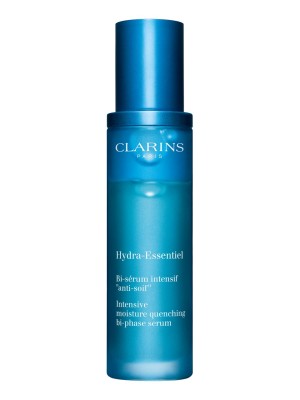 CLARINS
PARIS
Hydra-Essentiel
Bi-sérum intensif
"anti-soif"
Intensive
moisture quenching
bi-phase serum